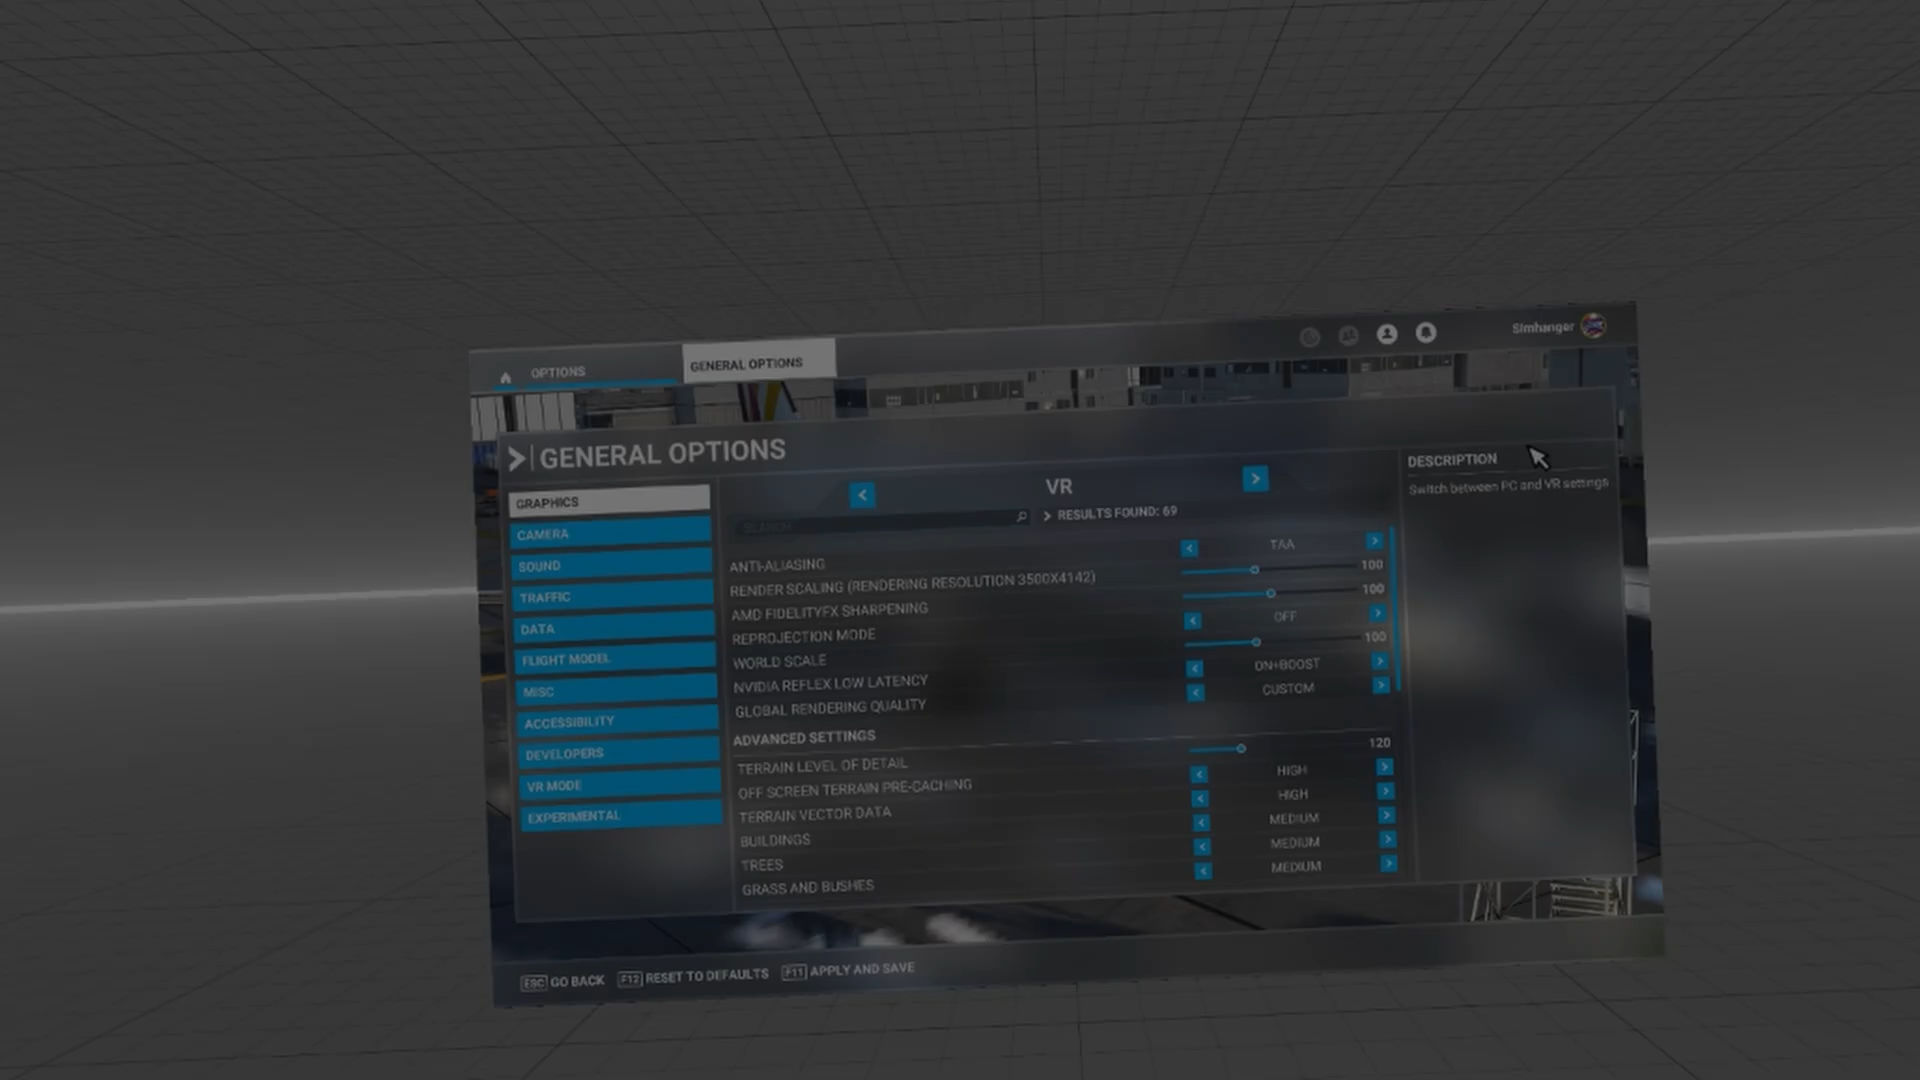 OPTIONS
GENERAL OPTIONS
Simhanger
GENERAL OPTIONS
GRAPHICS
CAMERA
SOUND
TRAFFIC
DATA
FLIGHT MODEL
MISC
ACCESSIBILITY
DEVELOPERS
VR MODE
EXPERIMENTAL
VR
SEARCH
RESULTS FOUND: 69
ANTI-ALIASING TAA
RENDER SCALING (RENDERING RESOLUTION 3500X4142) 100
AMD FIDELITYFX SHARPENING 100
REPROJECTION MODE OFF
WORLD SCALE 100
NVIDIA REFLEX LOW LATENCY ON+BOOST
GLOBAL RENDERING QUALITY CUSTOM
ADVANCED SETTINGS
TERRAIN LEVEL OF DETAIL 120
OFF SCREEN TERRAIN PRE-CACHING HIGH
TERRAIN VECTOR DATA HIGH
BUILDINGS MEDIUM
TREES MEDIUM
GRASS AND BUSHES MEDIUM
DESCRIPTION
Switch between PC and VR settings
ESC GO BACK F12 RESET TO DEFAULTS F11 APPLY AND SAVE